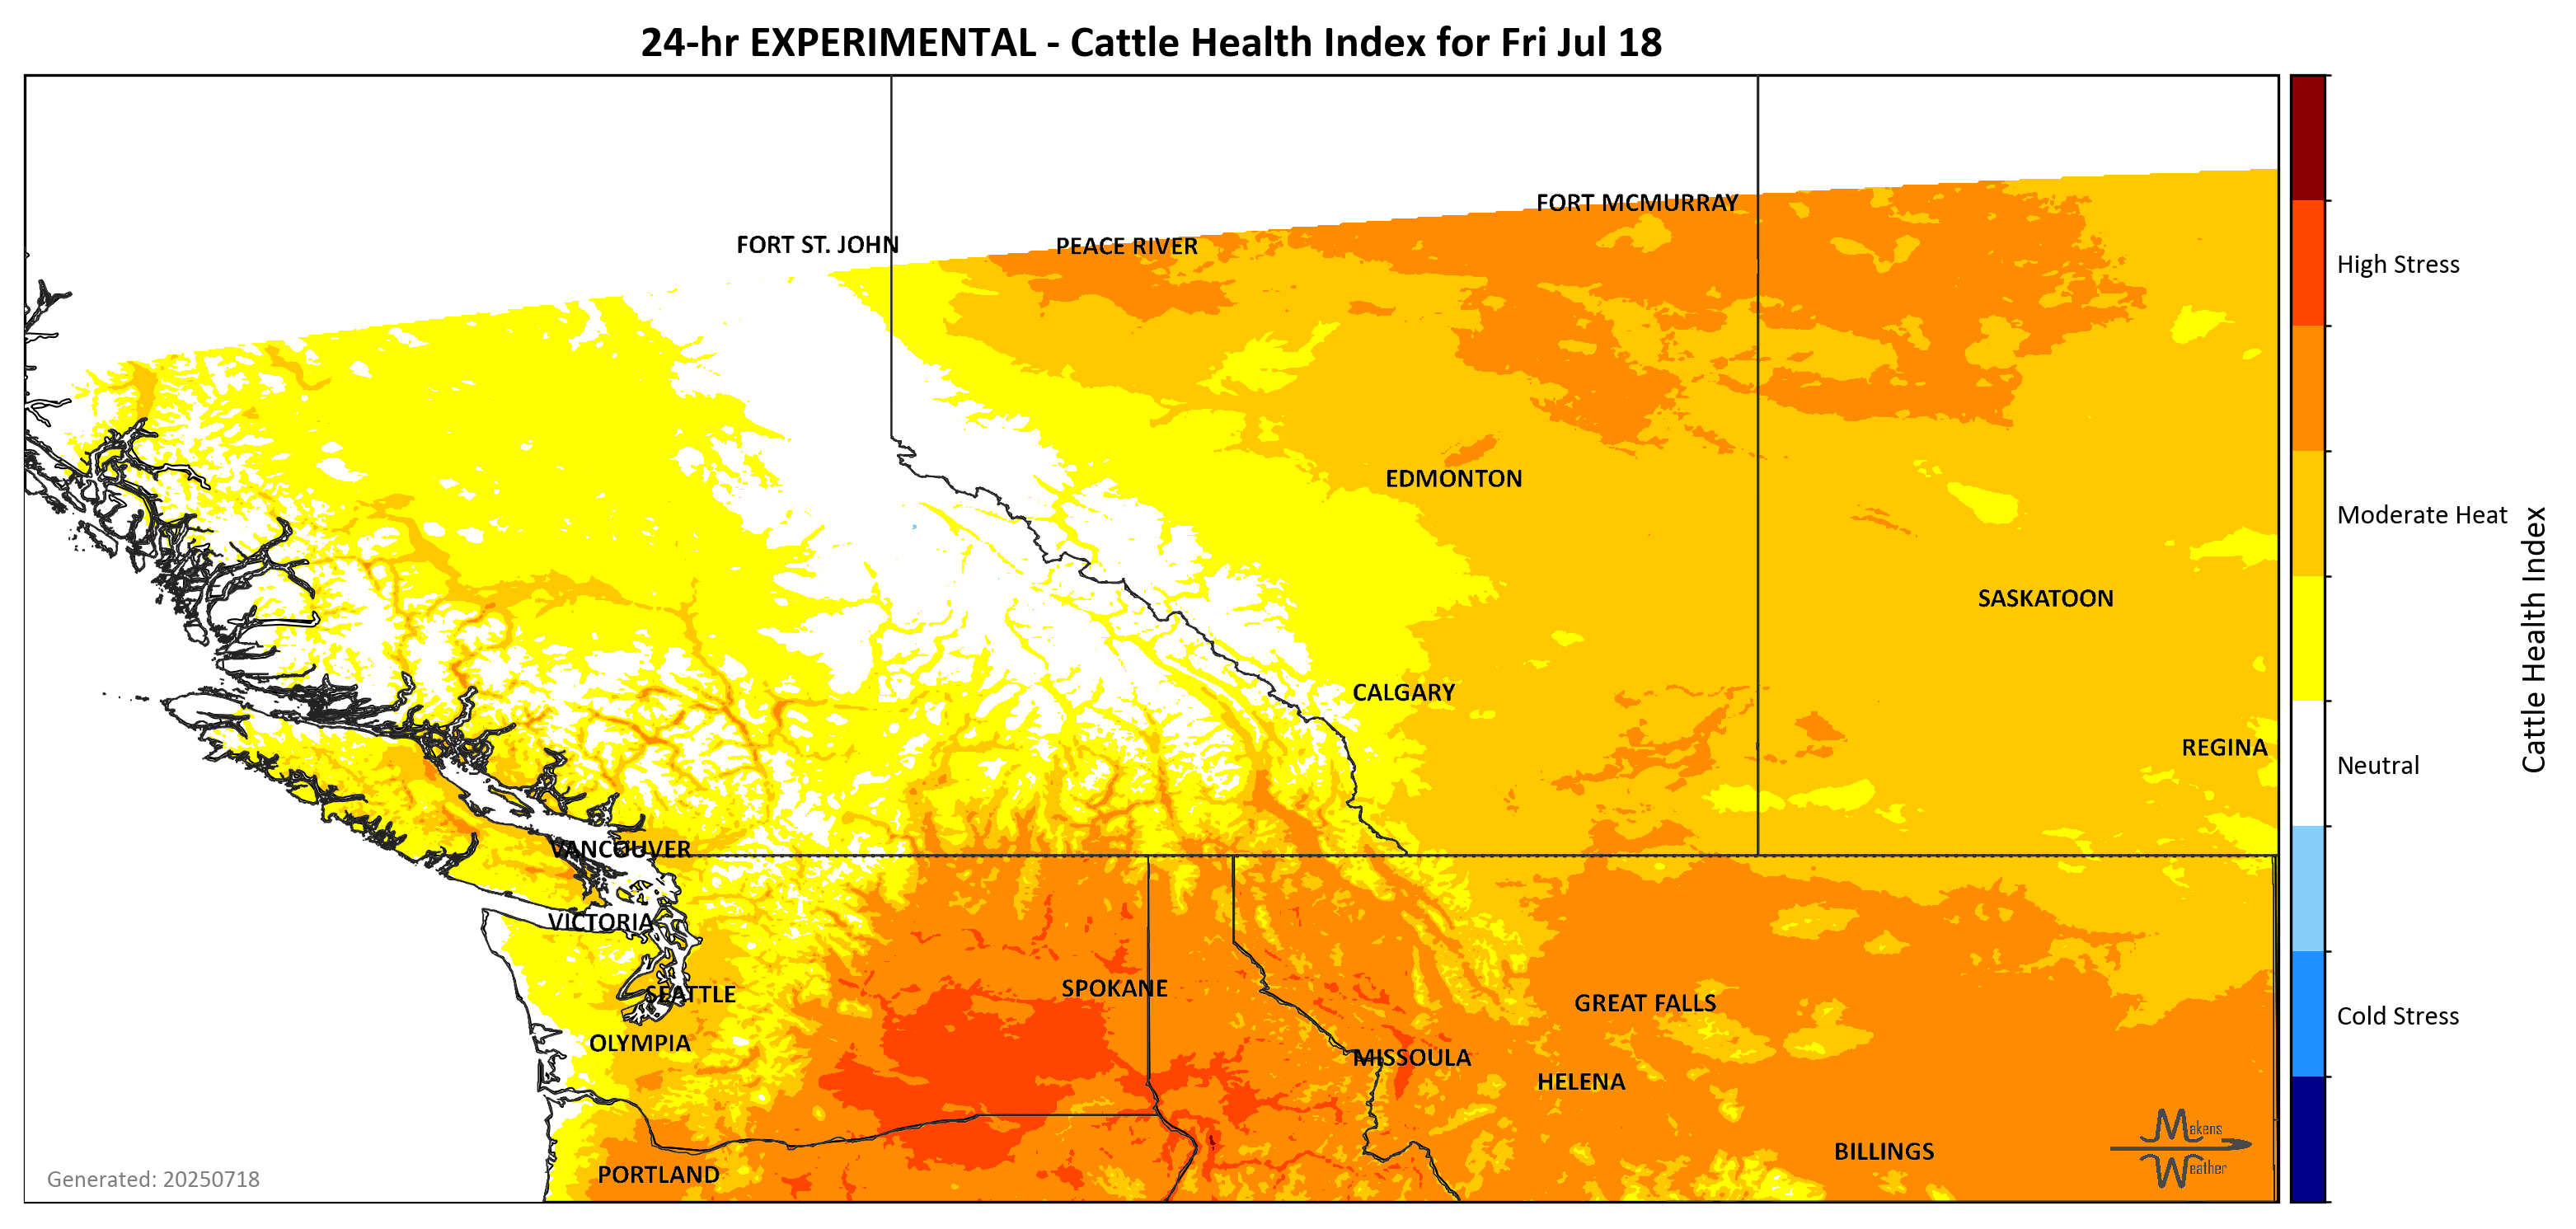 24-hr EXPERIMENTAL - Cattle Health Index for Fri Jul 18
FORT MCMURRAY
FORT ST. JOHN
PEACE RIVER
High Stress
EDMONTON
Moderate Heat
SASKATOON
CALGARY
REGINA
Neutral
Cattle Health Index
VANCOUVER
VICTORIA
SPOKANE
SEATTLE
GREAT FALLS
Cold Stress
OLYMPIA
MISSOULA
HELENA
Makens
Weather
BILLINGS
PORTLAND
Generated: 20250718